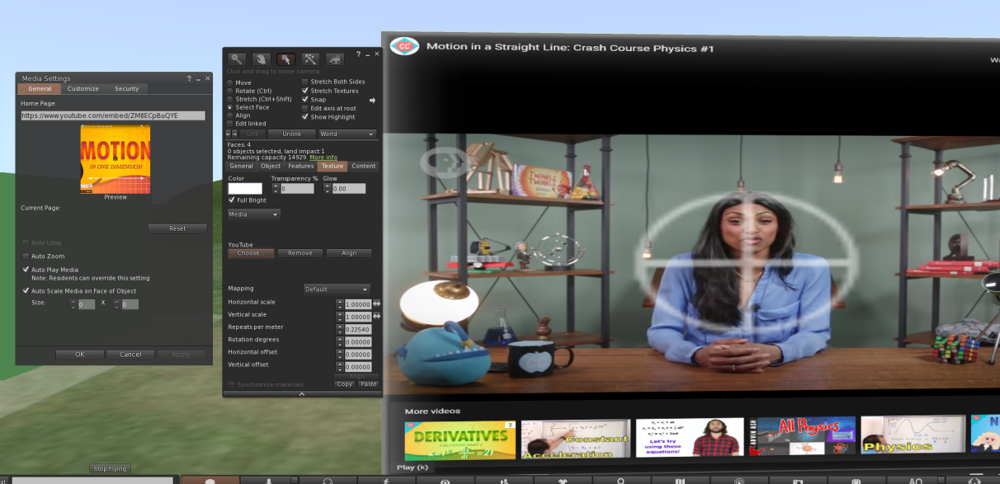 CC
Motion in a Straight Line: Crash Course Physics #1
Media Settings
? _ ×
General Customize Security
Home Page:
https://www.youtube.com/embed/ZM8ECpBuQYE
MOTION
IN ONE DIMENSION
Preview
Current Page:
Reset
Auto Loop
Auto Zoom
Auto Play Media
Note: Residents can override this setting
Auto Scale Media on Face of Object
Size: 0 X 0
OK Cancel Apply
? _ ×
Click and drag to move camera
Move
Rotate (Ctrl)
Stretch (Ctrl+Shift)
Select Face
Align
Edit linked
Stretch Both Sides
Stretch Textures
Snap
Edit axis at root
Show Highlight
Link Unlink World
Faces: 4
0 objects selected, land impact 1
Remaining capacity 14929. More info
General Object Features Texture Content
Color Transparency % Glow
0 0.00
Full Bright
Media
YouTube
Choose... Remove Align
Mapping Default
Horizontal scale 1.00000
Vertical scale 1.00000
Repeats per meter 0.22540
Rotation degrees 0.00000
Horizontal offset 0.00000
Vertical offset 0.00000
Align
Synchronize materials Copy Paste
TWINKLE
TWINKLE
CC
More videos
DERIVATIVES
Constant
Acceleration
Let's try
using these
equations!
All Physics
Physics
N
Play (k)
Stop Flying
at